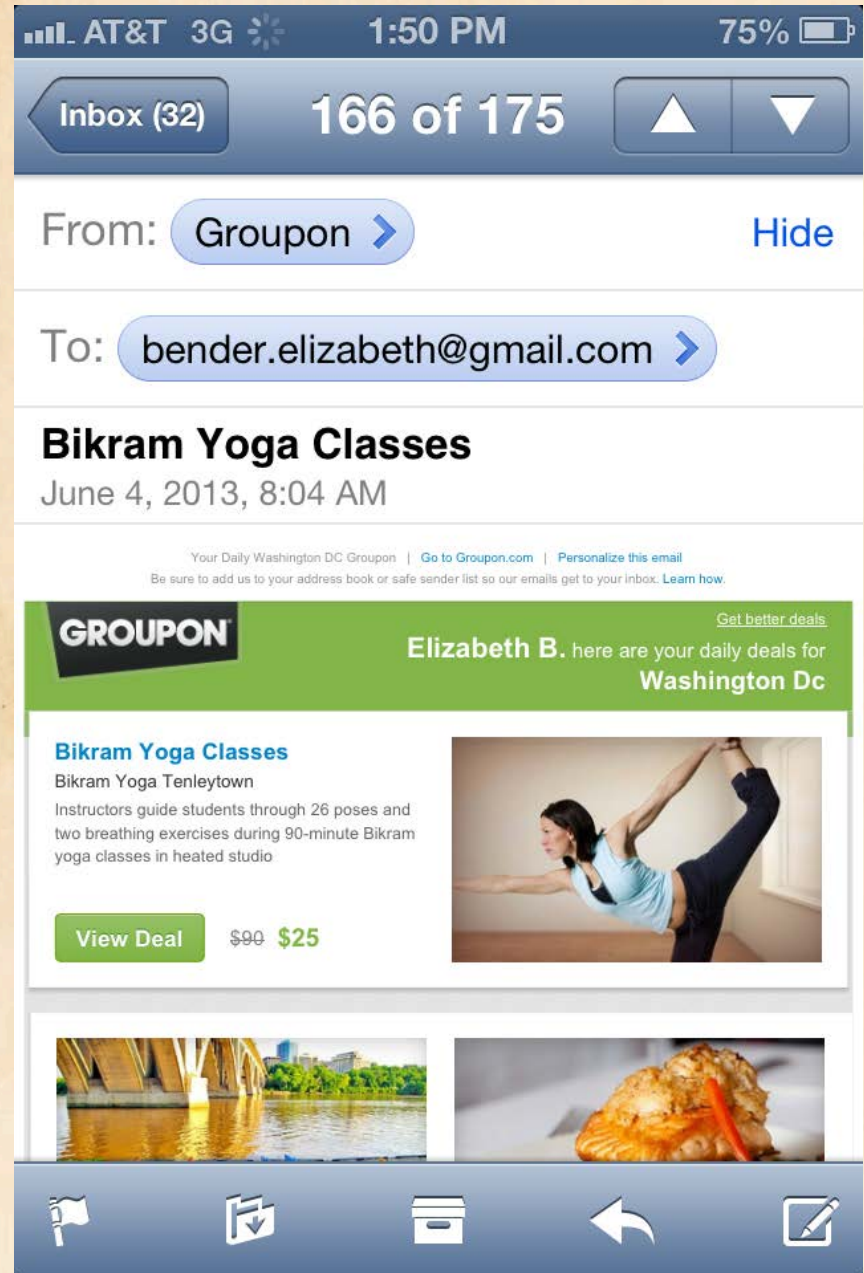 AT&T 3G 1:50 PM 75%
Inbox (32) 166 of 175
From: Groupon Hide
To: bender.elizabeth@gmail.com
Bikram Yoga Classes
June 4, 2013, 8:04 AM
Your Daily Washington DC Groupon | Go to Groupon.com | Personalize this email
Be sure to add us to your address book or safe sender list so our emails get to your inbox. Learn how.
GROUPON
Get better deals
Elizabeth B. here are your daily deals for
Washington Dc
Bikram Yoga Classes
Bikram Yoga Tenleytown
Instructors guide students through 26 poses and
two breathing exercises during 90-minute Bikram
yoga classes in heated studio
View Deal $90 $25